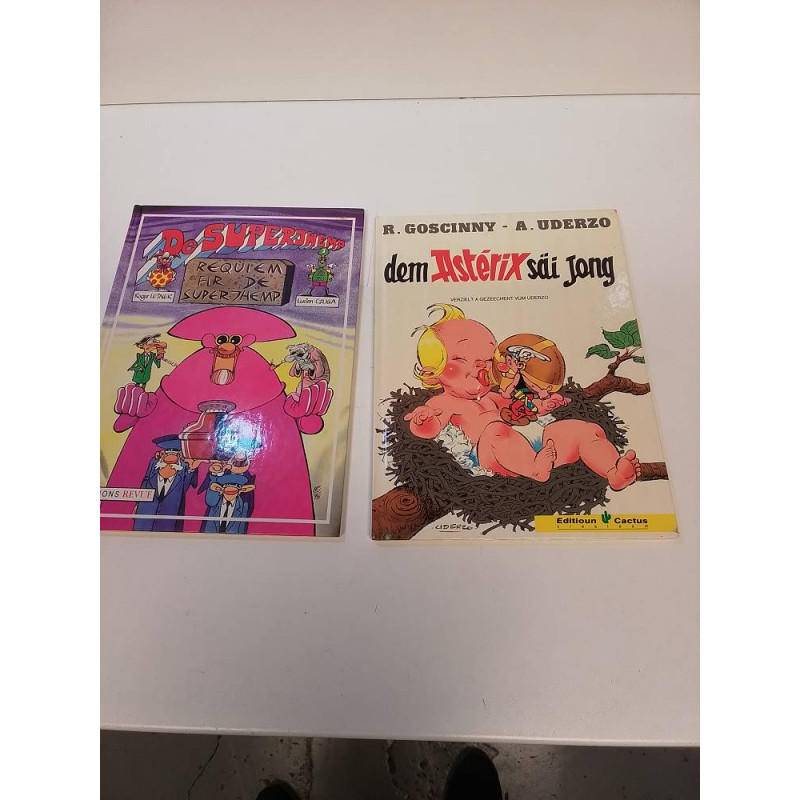 De SUPERJHEMP
REQUIEM
FIR DE
SUPERJHEMP
Roger LEINER
Lucien CZUGA
IONS REVUE
R. GOSCINNY - A. UDERZO
dem Astérix säi Jong
VERZIELT A GEZEECHENT VUM UDERZO
UDERZO
Editioun Cactus